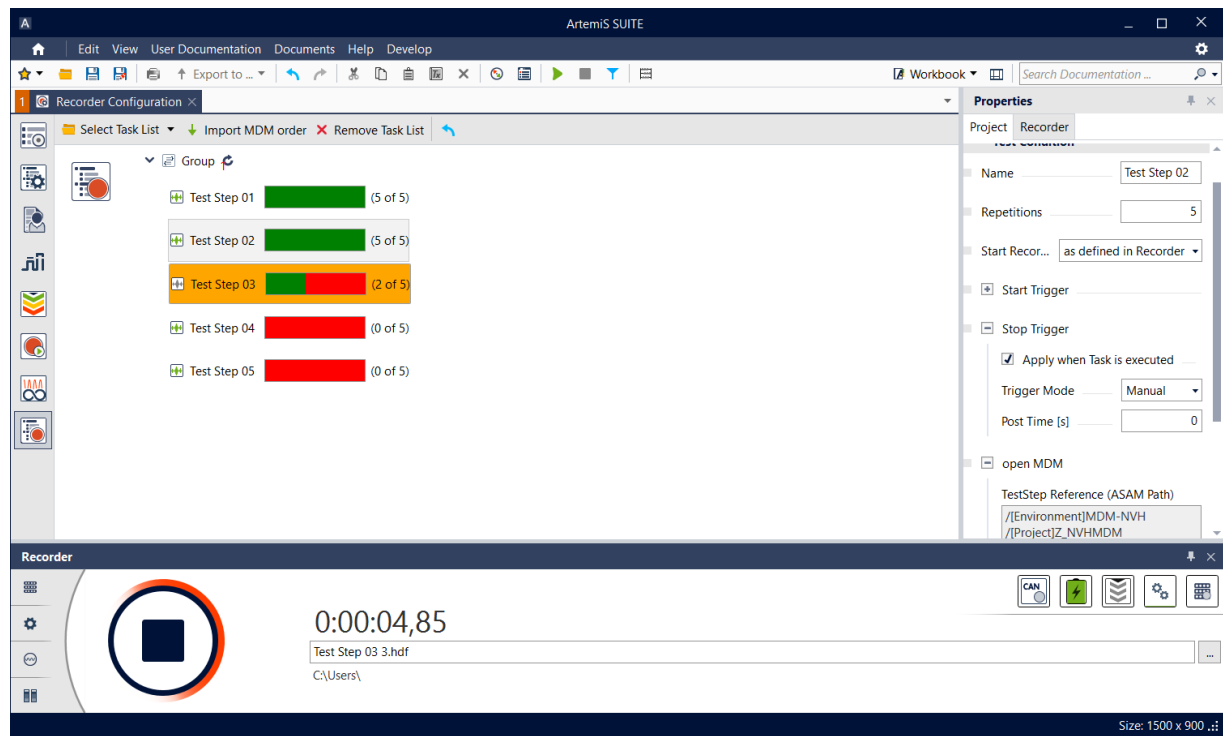 A ArtemiS SUITE
Edit View User Documentation Documents Help Develop
Export to ... Workbook Search Documentation ...
1 Recorder Configuration
Select Task List Import MDM order Remove Task List
Group
Test Step 01 (5 of 5)
Test Step 02 (5 of 5)
Test Step 03 (2 of 5)
Test Step 04 (0 of 5)
Test Step 05 (0 of 5)
Properties
Project Recorder
Test Condition
Name Test Step 02
Repetitions 5
Start Recor... as defined in Recorder
Start Trigger
Stop Trigger
Apply when Task is executed
Trigger Mode Manual
Post Time [s] 0
open MDM
TestStep Reference (ASAM Path)
/[Environment]MDM-NVH
/[Project]Z_NVHMDM
Recorder
CAN
0:00:04,85
Test Step 03 3.hdf
...
C:\Users\
Size: 1500 x 900